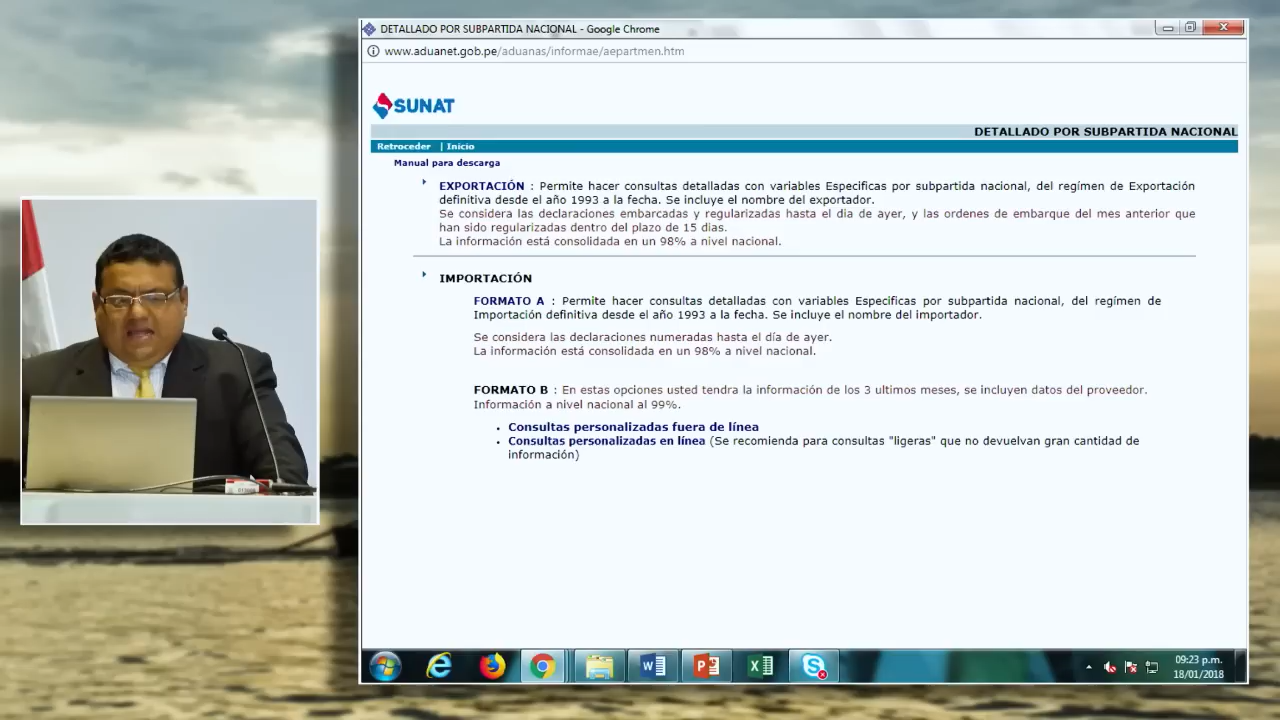 DETALLADO POR SUBPARTIDA NACIONAL - Google Chrome
www.aduanet.gob.pe/aduanas/informae/aepartmen.htm
SUNAT
DETALLADO POR SUBPARTIDA NACIONAL
Retroceder | Inicio
Manual para descarga
EXPORTACIÓN : Permite hacer consultas detalladas con variables Especificas por subpartida nacional, del regímen de Exportación
definitiva desde el año 1993 a la fecha. Se incluye el nombre del exportador.
Se considera las declaraciones embarcadas y regularizadas hasta el dia de ayer, y las ordenes de embarque del mes anterior que
han sido regularizadas dentro del plazo de 15 dias.
La información está consolidada en un 98% a nivel nacional.
IMPORTACIÓN
FORMATO A : Permite hacer consultas detalladas con variables Especificas por subpartida nacional, del regímen de
Importación definitiva desde el año 1993 a la fecha. Se incluye el nombre del importador.
Se considera las declaraciones numeradas hasta el día de ayer.
La información está consolidada en un 98% a nivel nacional.
FORMATO B : En estas opciones usted tendra la información de los 3 ultimos meses, se incluyen datos del proveedor.
Información a nivel nacional al 99%.
• Consultas personalizadas fuera de línea
• Consultas personalizadas en línea (Se recomienda para consultas "ligeras" que no devuelvan gran cantidad de
información)
09:23 p.m.
18/01/2018